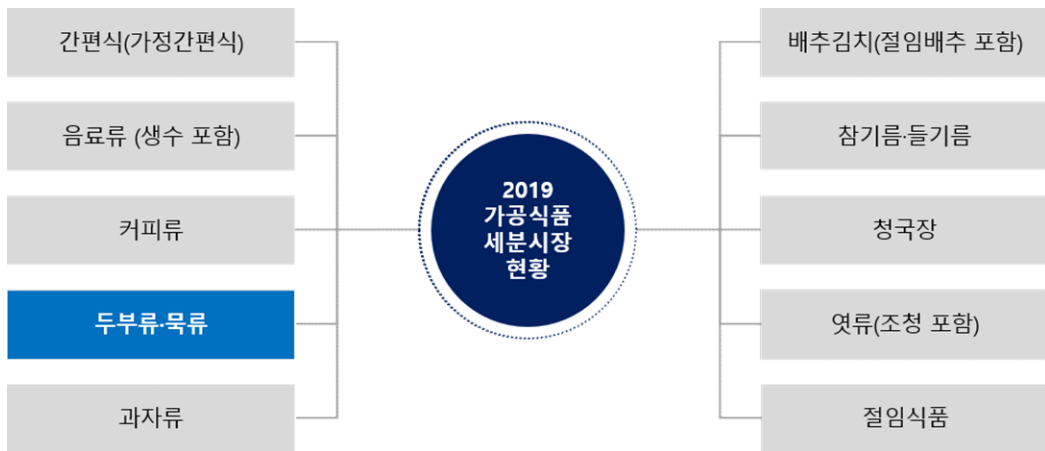 간편식(가정간편식)
음료류 (생수 포함)
커피류
두부류·묵류
과자류
2019
가공식품
세분시장
현황
배추김치(절임배추 포함)
참기름·들기름
청국장
엿류(조청 포함)
절임식품